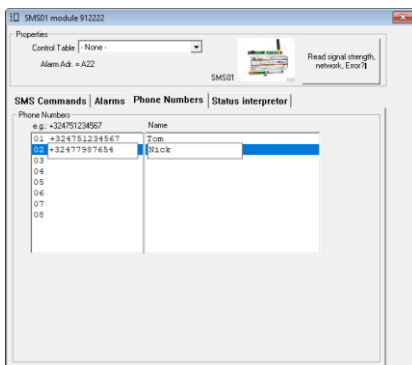 SMS01 module 912222
Properties
Control Table - None -
Alarm Adr. = A22
SMS01
Read signal strength,
network, Error?
SMS Commands Alarms Phone Numbers Status interpretor
Phone Numbers
e.g.: +324751234567 Name
01 +324751234567 Tom
02 +32477987654 Nick
03
04
05
06
07
08